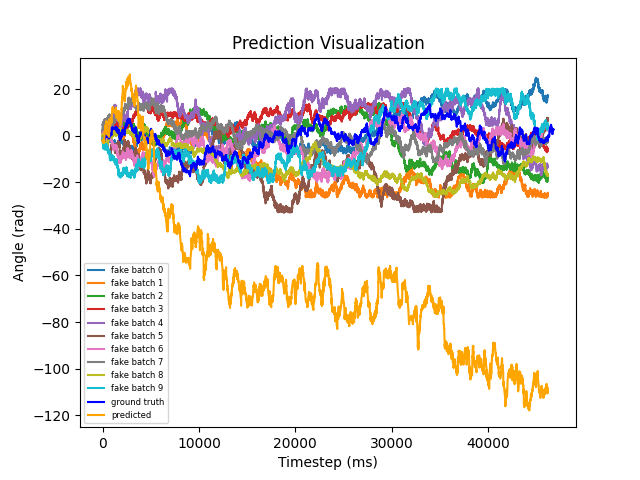 Prediction Visualization
Angle (rad)
20
0
−20
−40
−60
−80
−100
−120
fake batch 0
fake batch 1
fake batch 2
fake batch 3
fake batch 4
fake batch 5
fake batch 6
fake batch 7
fake batch 8
fake batch 9
ground truth
predicted
0 10000 20000 30000 40000
Timestep (ms)